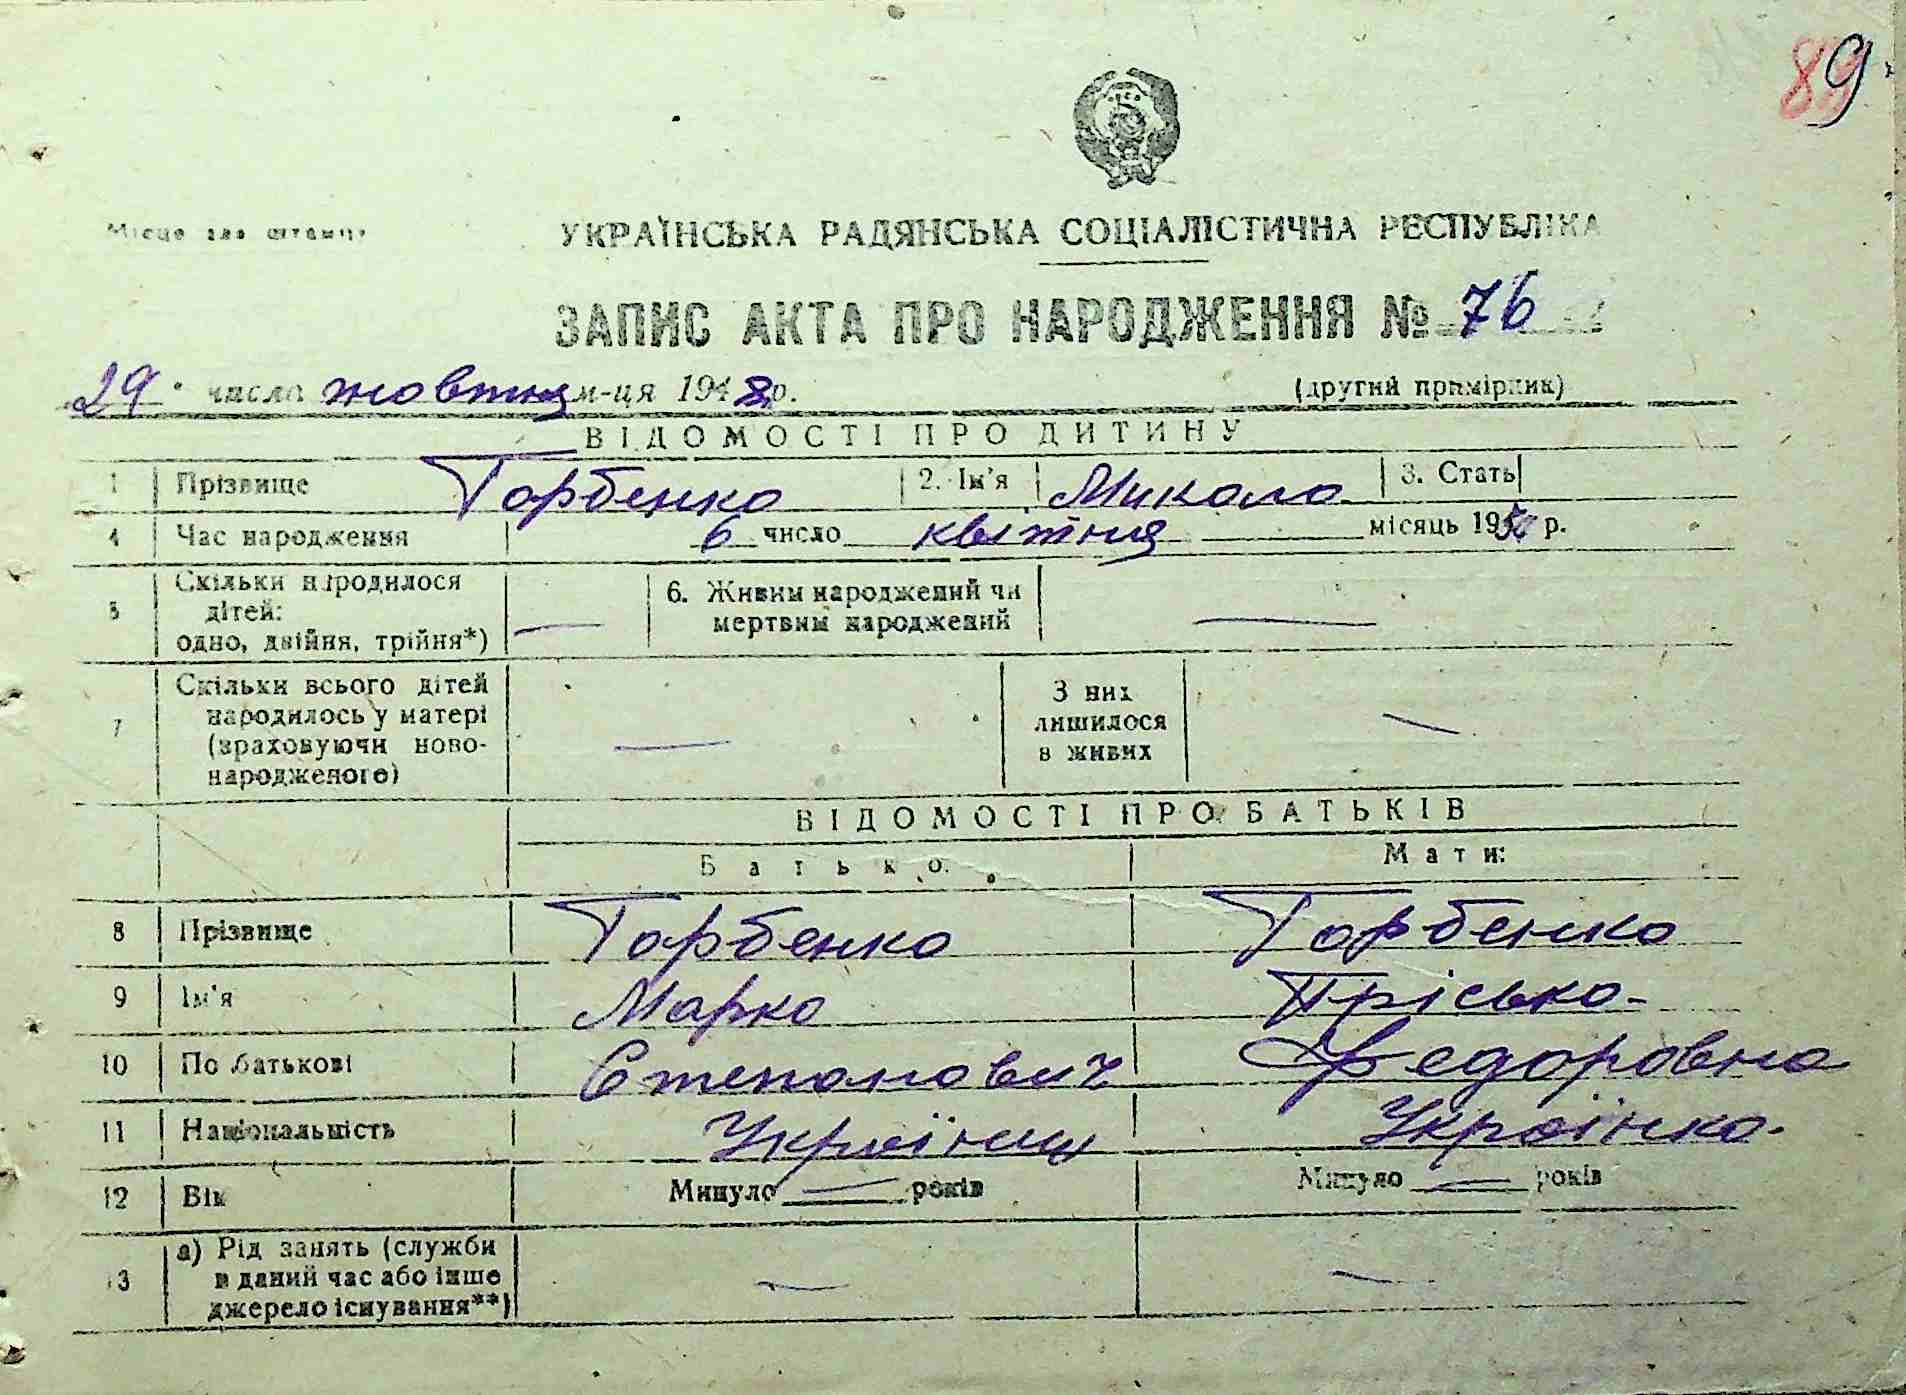 89
Місце для штампу
УКРАЇНСЬКА РАДЯНСЬКА СОЦІАЛІСТИЧНА РЕСПУБЛІКА
ЗАПИС АКТА ПРО НАРОДЖЕННЯ № 76
29 числа жовтня м-ця 1948 р. (другий примірник)
ВІДОМОСТІ ПРО ДИТИНУ
1 Прізвище Горбенко 2. Ім'я Микола 3. Стать
4 Час народження 6 число квітня місяць 19 р.
5 Скільки народилося дітей: одно, двійня, трійня*) — 6. Живим народжений чи мертвим народжений —
7 Скільки всього дітей народилось у матері (враховуючи новонародженого) — З них лишилося в живих —
ВІДОМОСТІ ПРО БАТЬКІВ
Батько: Мати:
8 Прізвище Горбенко Горбенко
9 Ім'я Марко Пріська
10 По батькові Степанович Федоровна
11 Національність Українець Українка.
12 Вік Минуло — років Минуло — років
13 а) Рід занять (служби в даний час або інше джерело існування**) — —